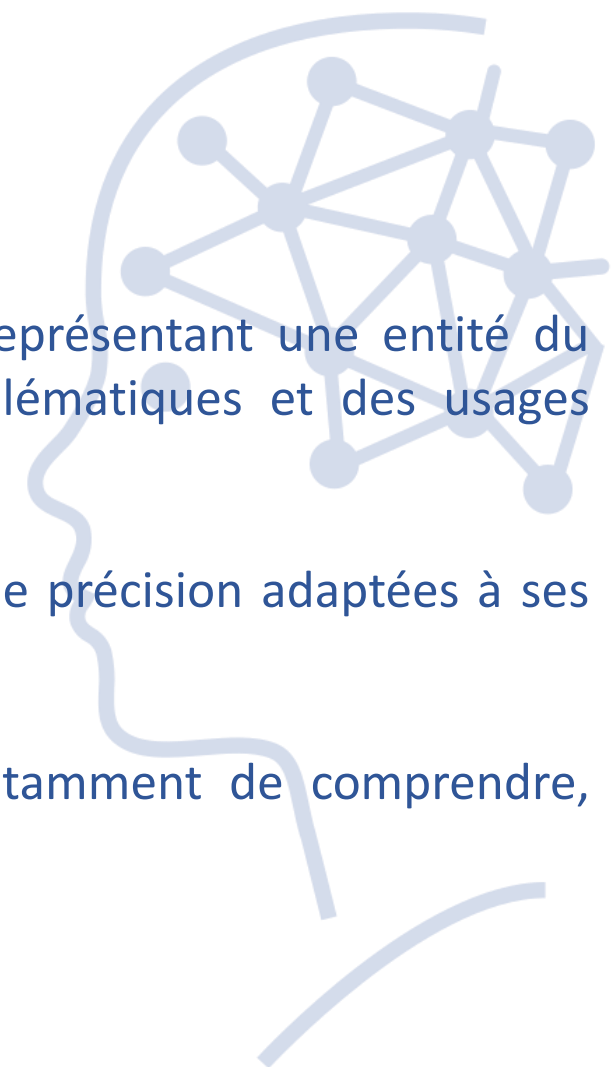 eprésentant une entité du
lématiques et des usages
e précision adaptées à ses
tamment de comprendre,